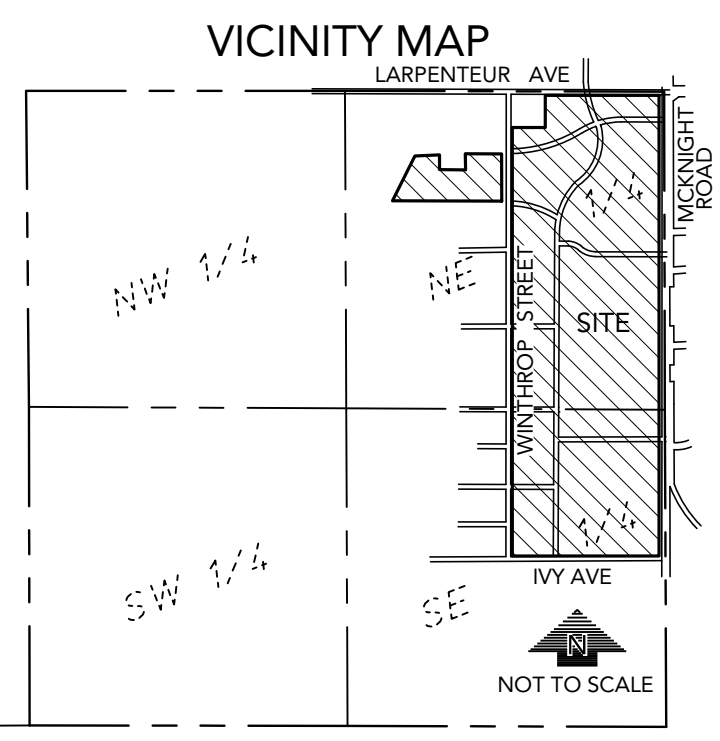 VICINITY MAP
LARPENTEUR AVE
MCKNIGHT
ROAD
NW 1/4
NE
1/4
WINTHROP STREET
SITE
SW 1/4
SE
1/4
IVY AVE
N
NOT TO SCALE